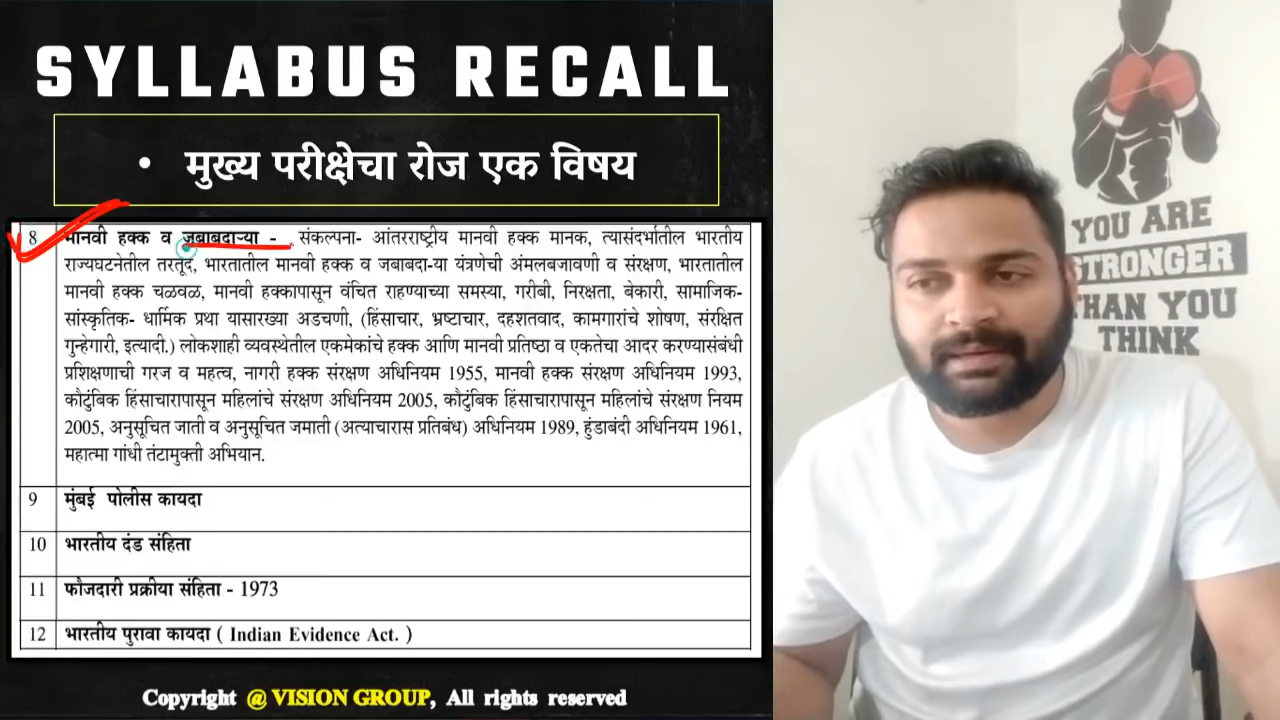 SYLLABUS RECALL
• मुख्य परीक्षेचा रोज एक विषय
8 मानवी हक्क व जबाबदाऱ्या - संकल्पना- आंतरराष्ट्रीय मानवी हक्क मानक, त्यासंदर्भातील भारतीय
राज्यघटनेतील तरतूद, भारतातील मानवी हक्क व जबाबदा-या यंत्रणेची अंमलबजावणी व संरक्षण, भारतातील
मानवी हक्क चळवळ, मानवी हक्कापासून वंचित राहण्याच्या समस्या, गरीबी, निरक्षता, बेकारी, सामाजिक-
सांस्कृतिक- धार्मिक प्रथा यासारख्या अडचणी, (हिंसाचार, भ्रष्टाचार, दहशतवाद, कामगारांचे शोषण, संरक्षित
गुन्हेगारी, इत्यादी.) लोकशाही व्यवस्थेतील एकमेकांचे हक्क आणि मानवी प्रतिष्ठा व एकतेचा आदर करण्यासंबंधी
प्रशिक्षणाची गरज व महत्व, नागरी हक्क संरक्षण अधिनियम 1955, मानवी हक्क संरक्षण अधिनियम 1993,
कौटुंबिक हिंसाचारापासून महिलांचे संरक्षण अधिनियम 2005, कौटुंबिक हिंसाचारापासून महिलांचे संरक्षण नियम
2005, अनुसूचित जाती व अनुसूचित जमाती (अत्याचारास प्रतिबंध) अधिनियम 1989, हुंडाबंदी अधिनियम 1961,
महात्मा गांधी तंटामुक्ती अभियान.
9 मुंबई पोलीस कायदा
10 भारतीय दंड संहिता
11 फौजदारी प्रक्रीया संहिता - 1973
12 भारतीय पुरावा कायदा ( Indian Evidence Act. )
Copyright @ VISION GROUP, All rights reserved
YOU ARE
STRONGER
THAN YOU
THINK